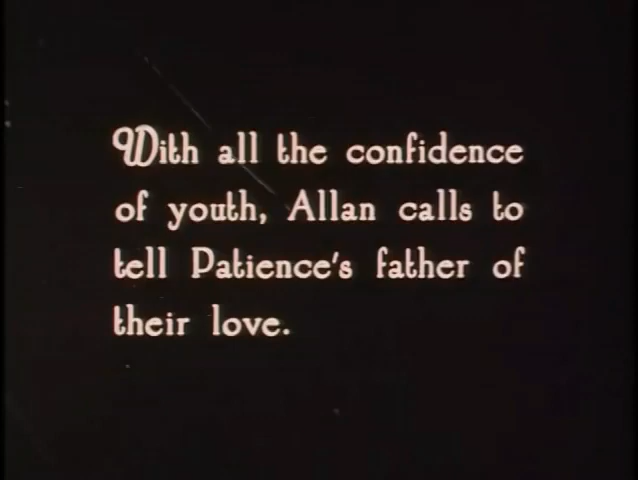 With all the confidence
of youth, Allan calls to
tell Patience's father of
their love.